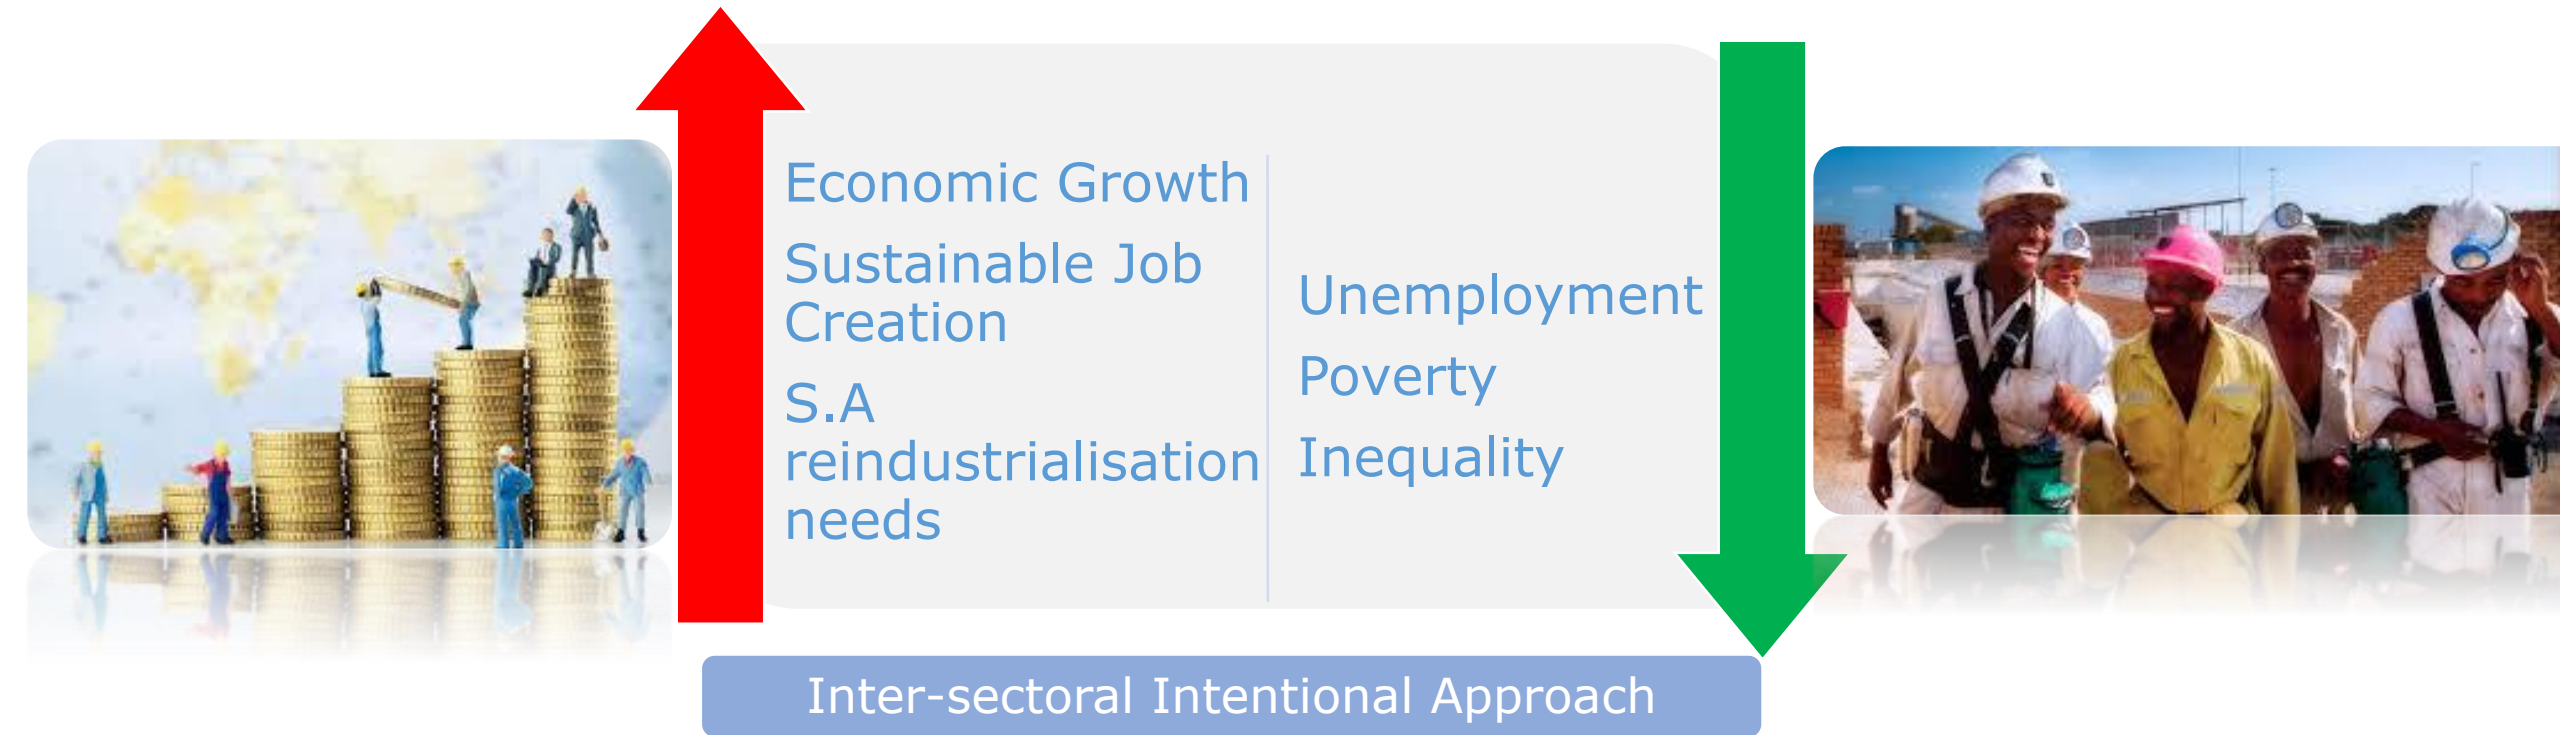 Economic Growth
Sustainable Job
Creation
S.A
reindustrialisation
needs
Unemployment
Poverty
Inequality
Inter-sectoral Intentional Approach